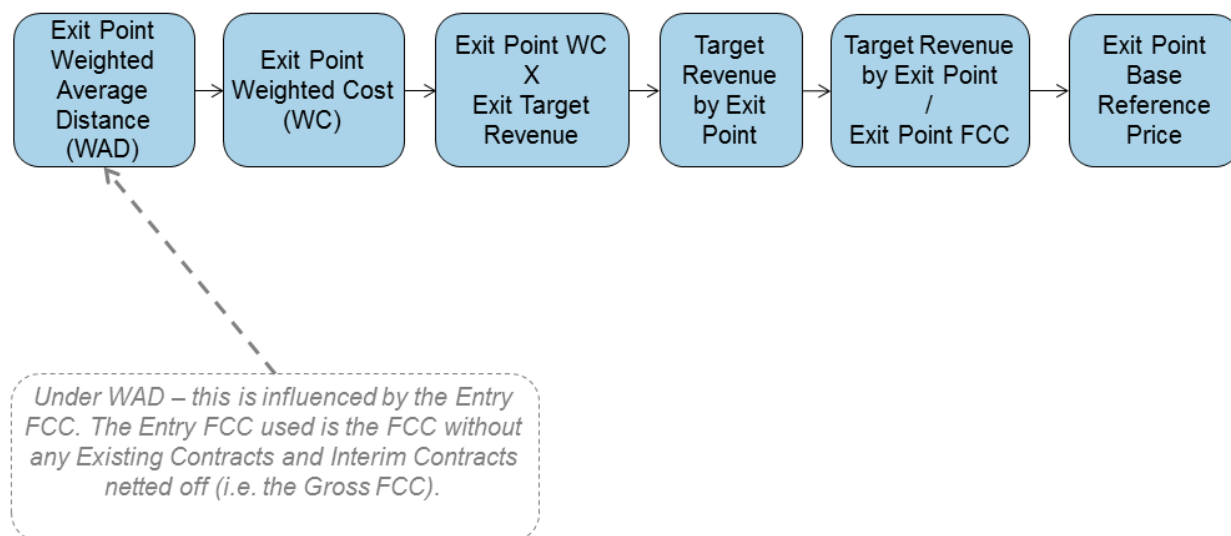 Exit Point
Weighted
Average
Distance
(WAD)
Exit Point
Weighted Cost
(WC)
Exit Point WC
X
Exit Target
Revenue
Target
Revenue
by Exit
Point
Target Revenue
by Exit Point
/
Exit Point FCC
Exit Point
Base
Reference
Price
Under WAD – this is influenced by the Entry
FCC. The Entry FCC used is the FCC without
any Existing Contracts and Interim Contracts
netted off (i.e. the Gross FCC).